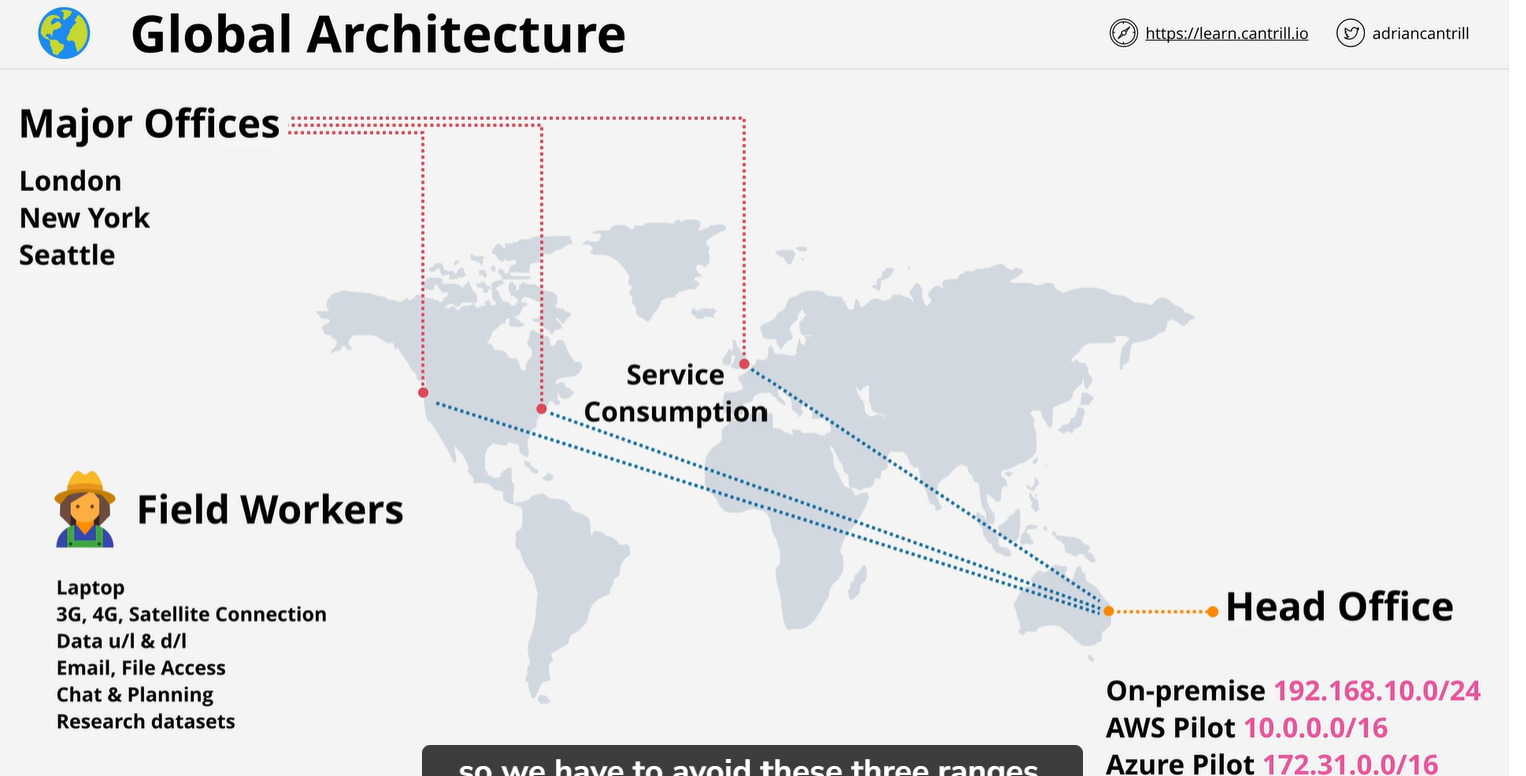 Global Architecture
https://learn.cantrill.io
adriancantrill
Major Offices
London
New York
Seattle
Service
Consumption
Field Workers
Laptop
3G, 4G, Satellite Connection
Data u/l & d/l
Email, File Access
Chat & Planning
Research datasets
Head Office
On-premise 192.168.10.0/24
AWS Pilot 10.0.0.0/16
Azure Pilot 172.31.0.0/16
so we have to avoid these three ranges